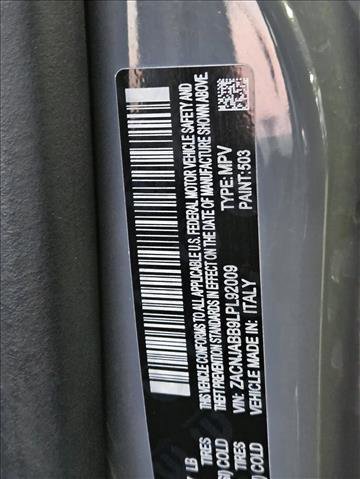 THIS VEHICLE CONFORMS TO ALL APPLICABLE U.S. FEDERAL MOTOR VEHICLE SAFETY AND
THEFT PREVENTION STANDARDS IN EFFECT ON THE DATE OF MANUFACTURE SHOWN ABOVE.
VIN: ZACNJABB9LPL92009 TYPE: MPV
VEHICLE MADE IN: ITALY PAINT: 503
LB
TIRES
COLD
TIRES
COLD